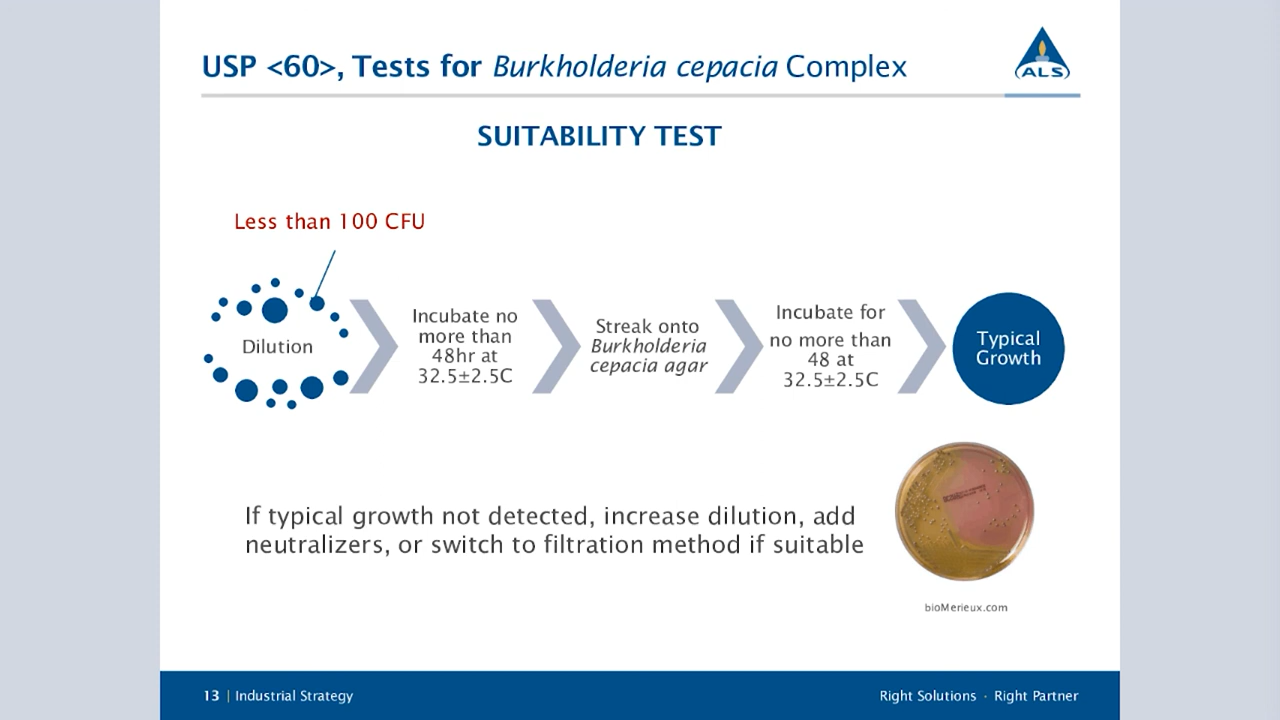 USP <60>, Tests for Burkholderia cepacia Complex
ALS
SUITABILITY TEST
Less than 100 CFU
Dilution
Incubate no
more than
48hr at
32.5±2.5C
Streak onto
Burkholderia
cepacia agar
Incubate for
no more than
48 at
32.5±2.5C
Typical
Growth
If typical growth not detected, increase dilution, add
neutralizers, or switch to filtration method if suitable
bioMerieux.com
13 | Industrial Strategy
Right Solutions · Right Partner